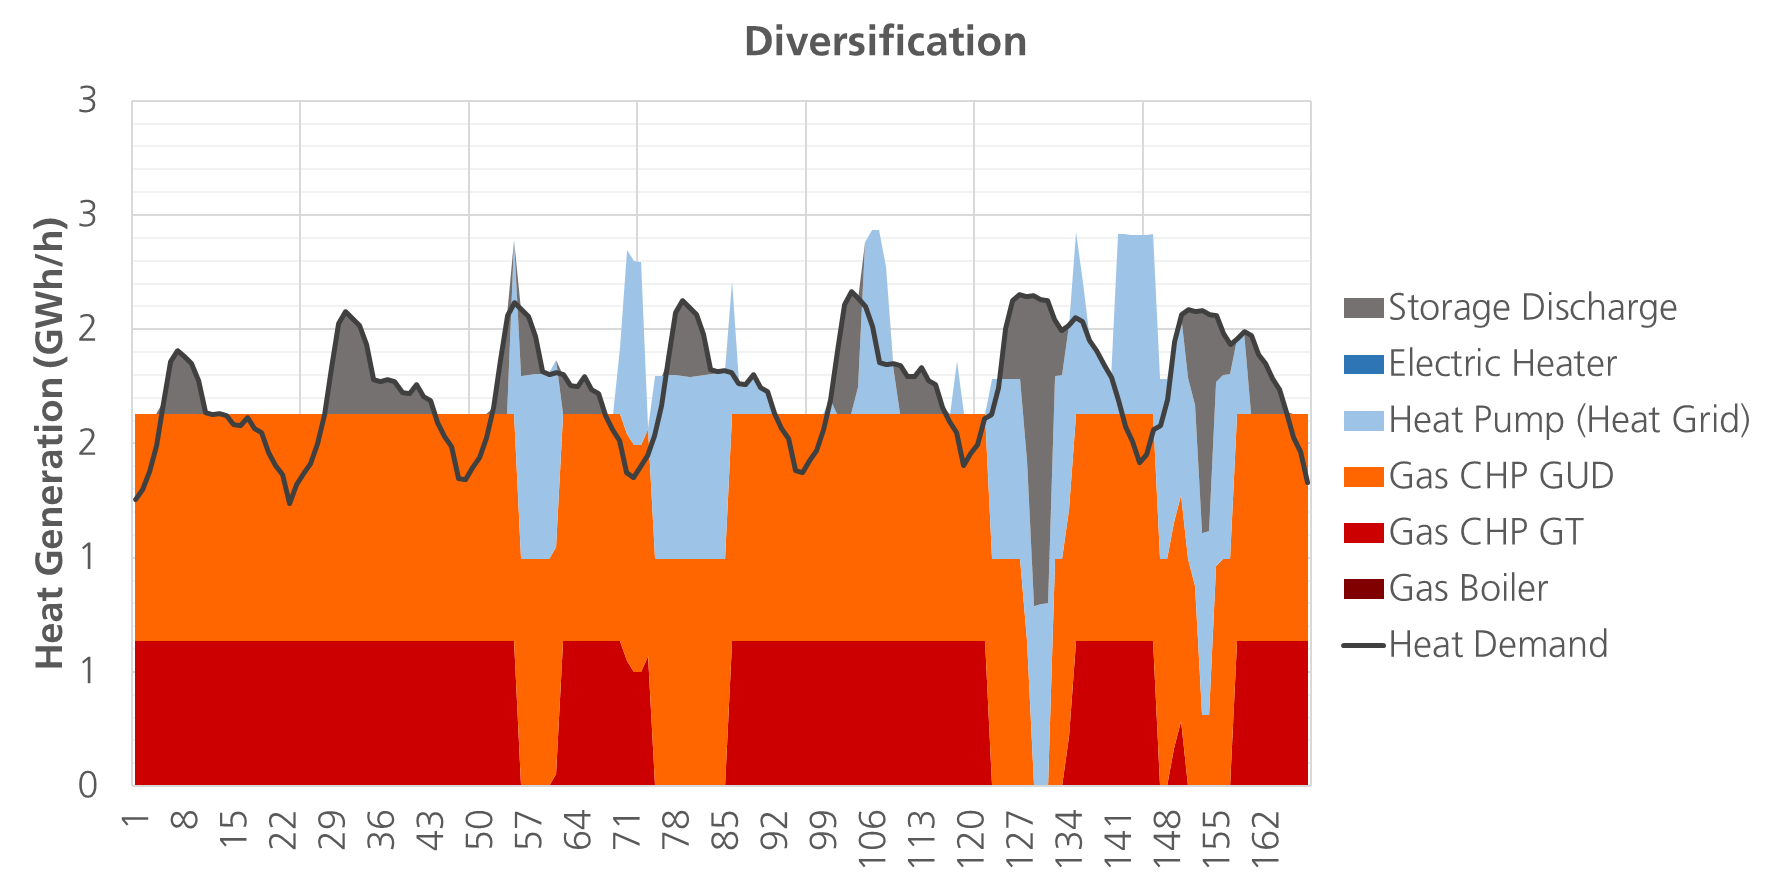 Diversification
Heat Generation (GWh/h)
3
3
2
2
1
1
0
1 8 15 22 29 36 43 50 57 64 71 78 85 92 99 106 113 120 127 134 141 148 155 162
Storage Discharge
Electric Heater
Heat Pump (Heat Grid)
Gas CHP GUD
Gas CHP GT
Gas Boiler
Heat Demand